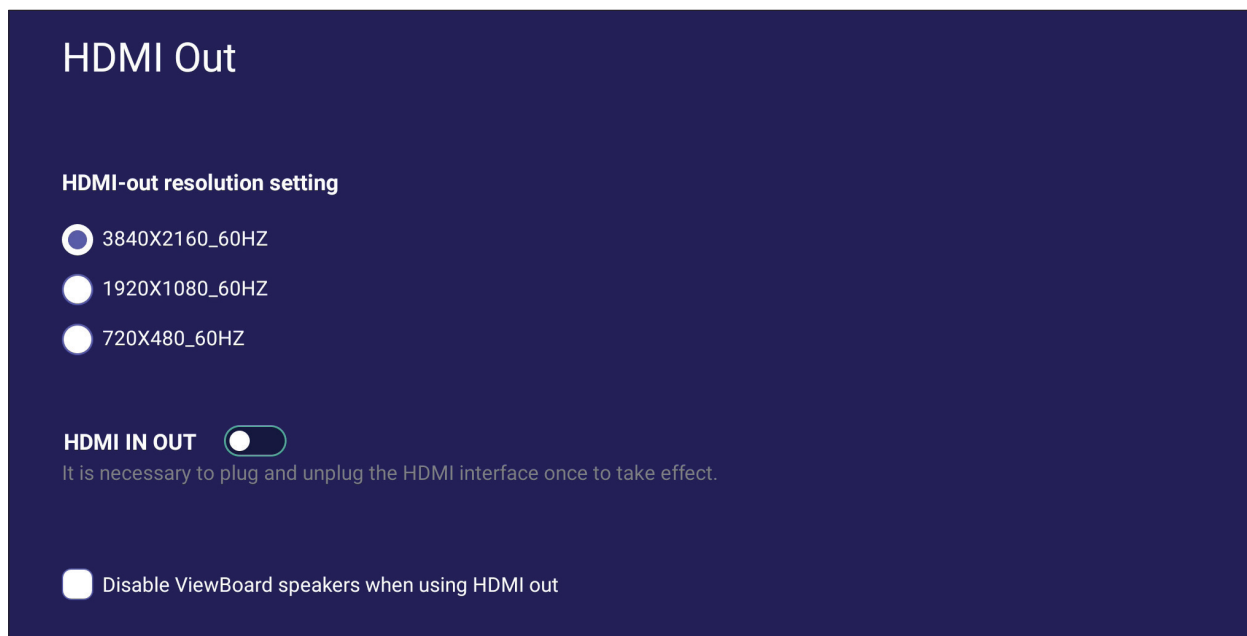 HDMI Out
HDMI-out resolution setting
3840X2160_60HZ
1920X1080_60HZ
720X480_60HZ
HDMI IN OUT
It is necessary to plug and unplug the HDMI interface once to take effect.
Disable ViewBoard speakers when using HDMI out